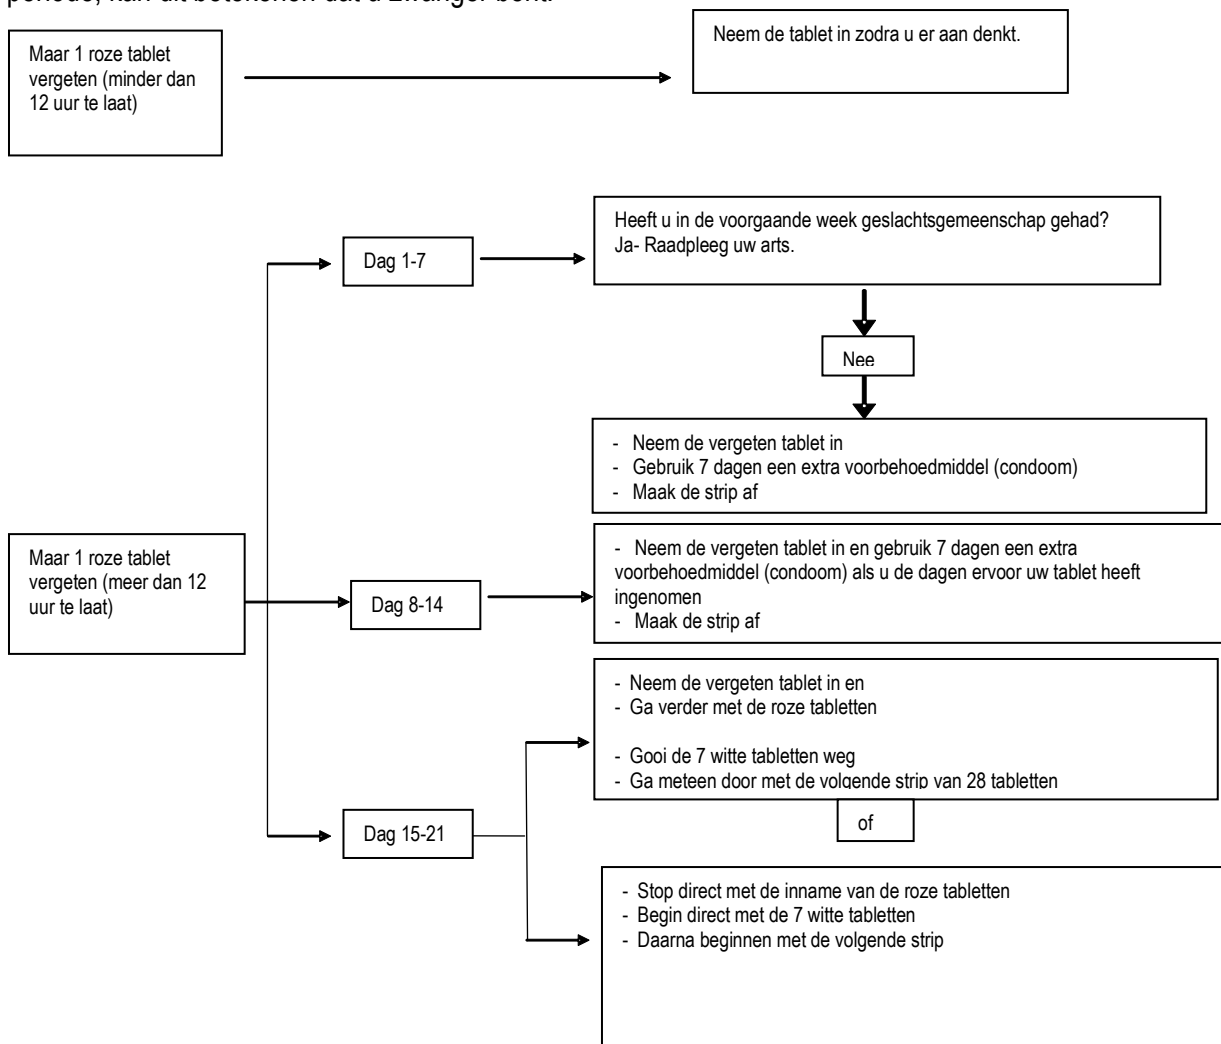 periode, kan dit betekenen dat u zwanger bent.
Maar 1 roze tablet
vergeten (minder dan
12 uur te laat)
Neem de tablet in zodra u er aan denkt.
Heeft u in de voorgaande week geslachtsgemeenschap gehad?
Ja- Raadpleeg uw arts.
Dag 1-7
Nee
- Neem de vergeten tablet in
- Gebruik 7 dagen een extra voorbehoedmiddel (condoom)
- Maak de strip af
Maar 1 roze tablet
vergeten (meer dan 12
uur te laat)
Dag 8-14
- Neem de vergeten tablet in en gebruik 7 dagen een extra
voorbehoedmiddel (condoom) als u de dagen ervoor uw tablet heeft
ingenomen
- Maak de strip af
- Neem de vergeten tablet in en
- Ga verder met de roze tabletten
- Gooi de 7 witte tabletten weg
- Ga meteen door met de volgende strip van 28 tabletten
Dag 15-21
of
- Stop direct met de inname van de roze tabletten
- Begin direct met de 7 witte tabletten
- Daarna beginnen met de volgende strip